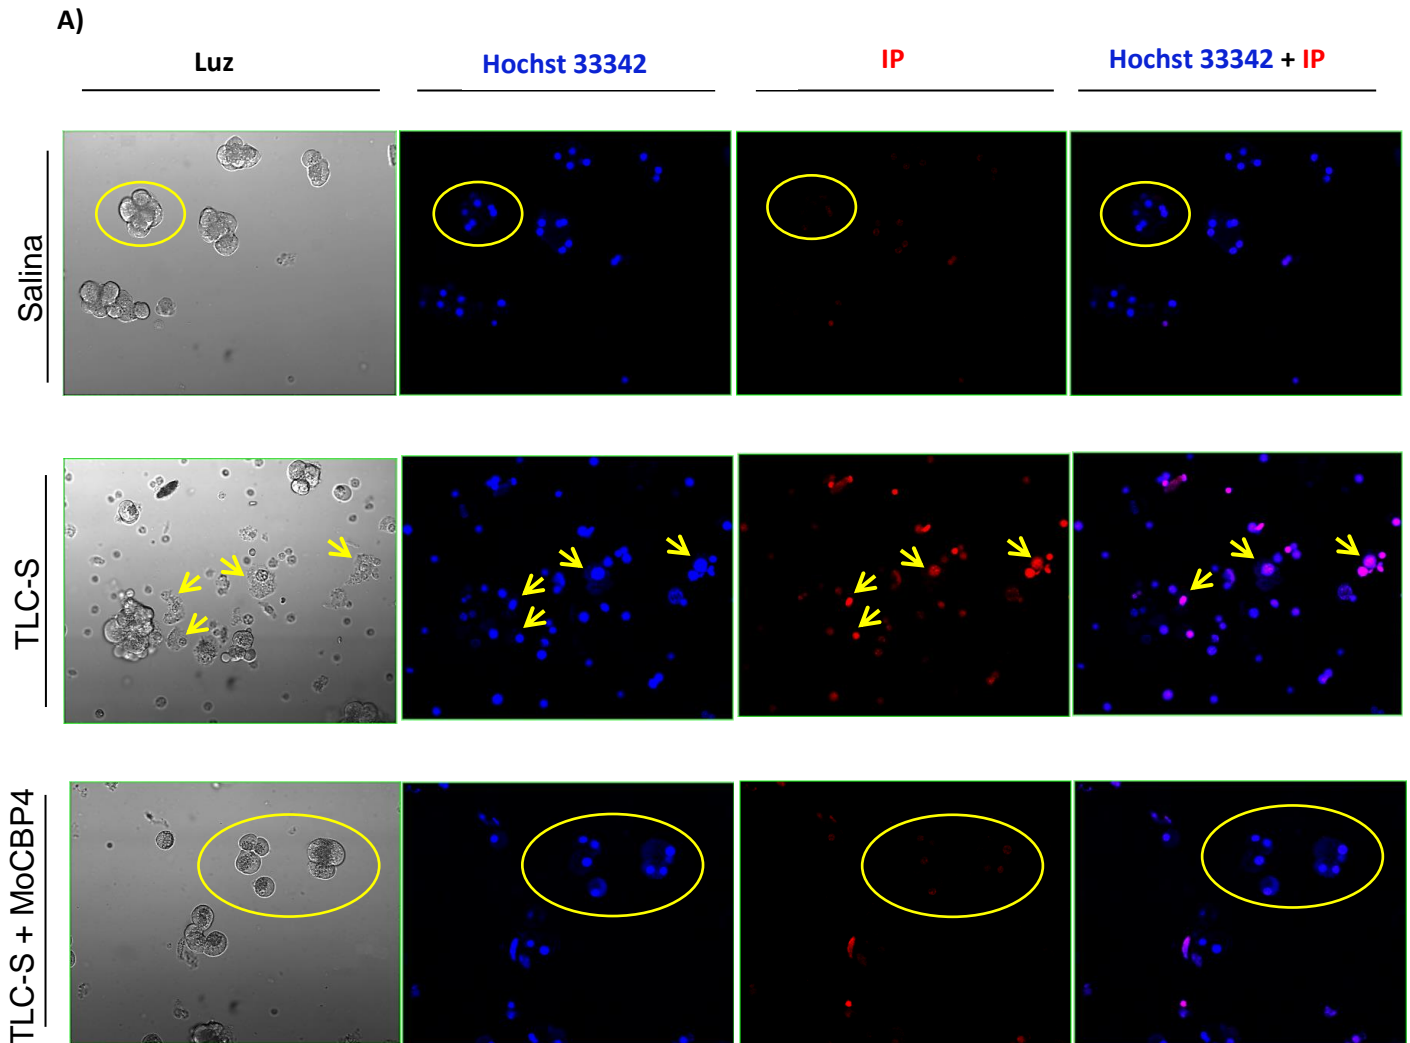 A)
Luz
Hochst 33342
IP
Hochst 33342 + IP
Salina
TLC-S
TLC-S + MoCBP4